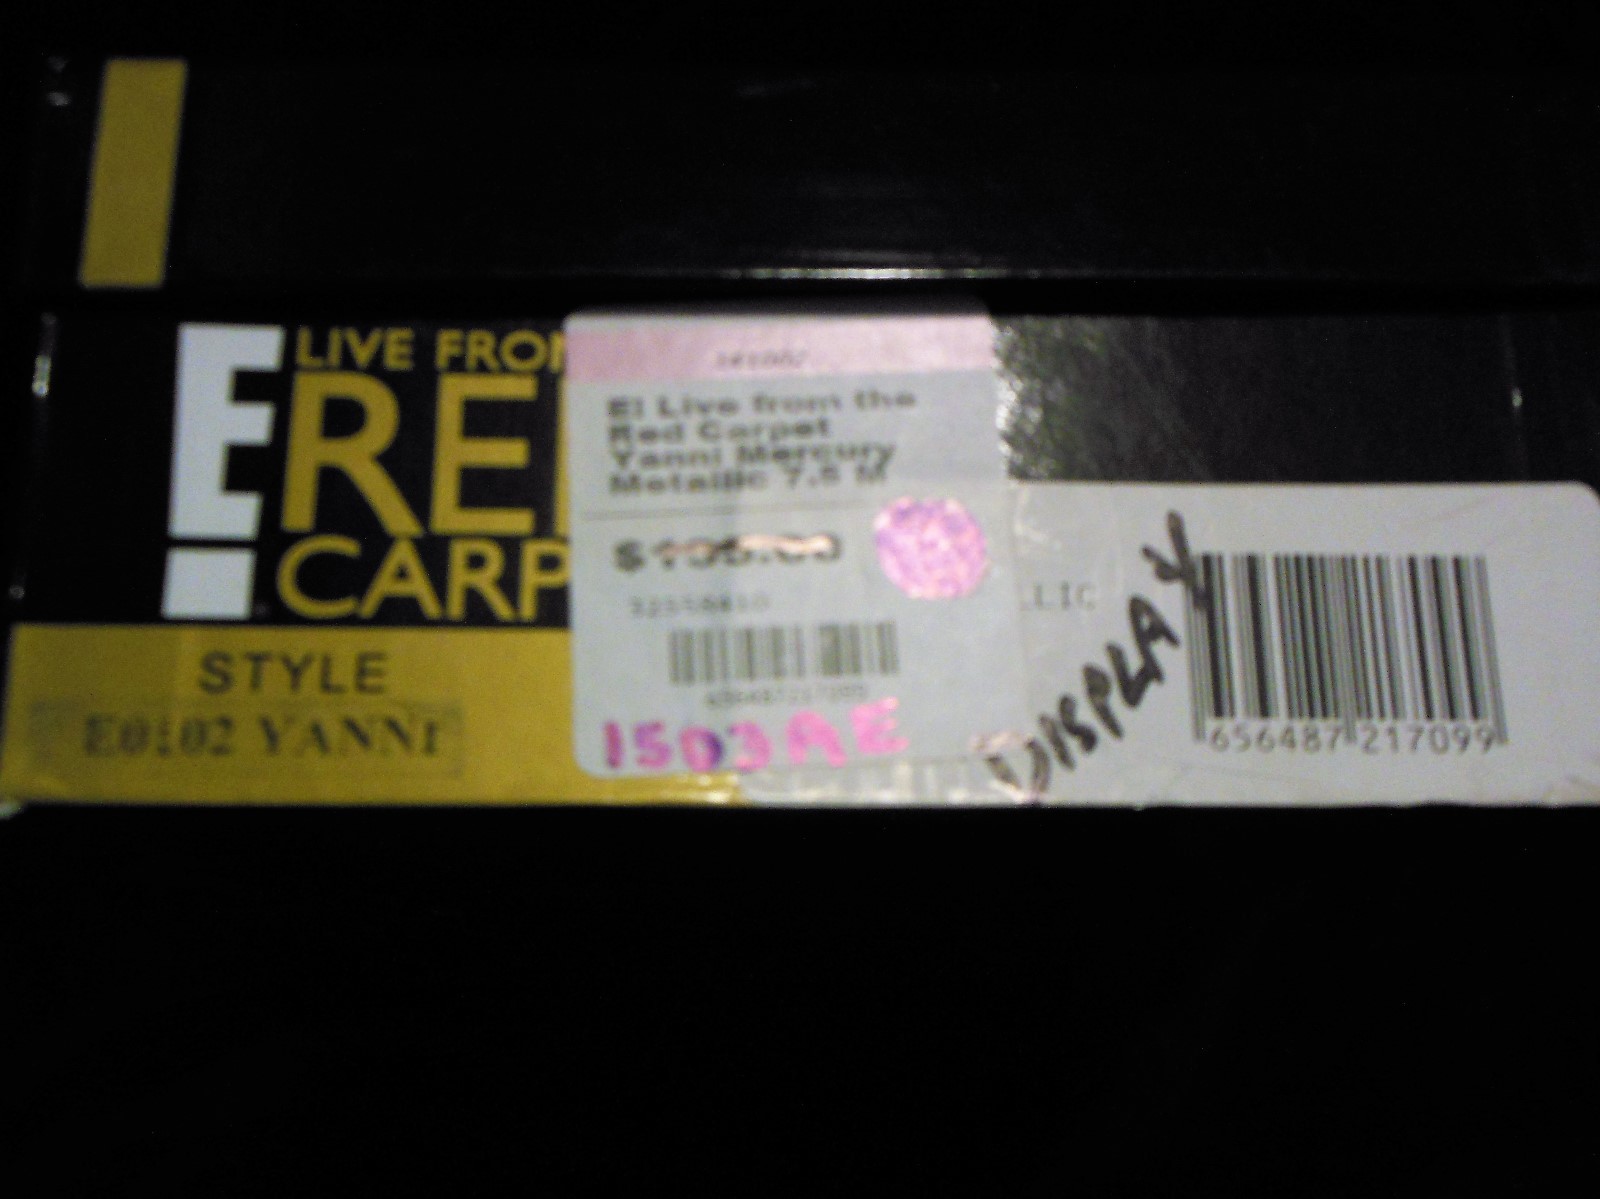 E!
LIVE FROM
RE
CARP
STYLE
E0102 YANNI
E! Live from the
Red Carpet
Yanni Mercury
Metallic 7.5 M
1503AE
LLIC
DISPLAY
656487 217099